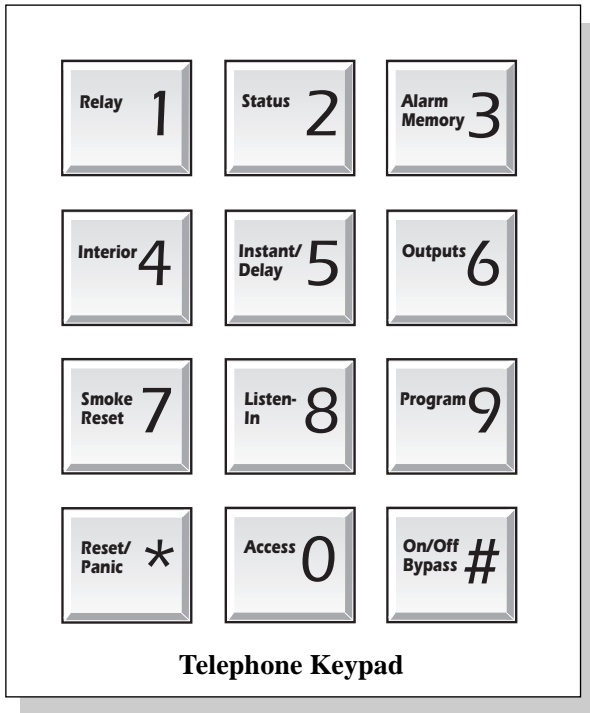 Relay 1
Status 2
Alarm
Memory 3
Interior 4
Instant/
Delay 5
Outputs 6
Smoke
Reset 7
Listen-
In 8
Program 9
Reset/
Panic *
Access 0
On/Off
Bypass #
Telephone Keypad